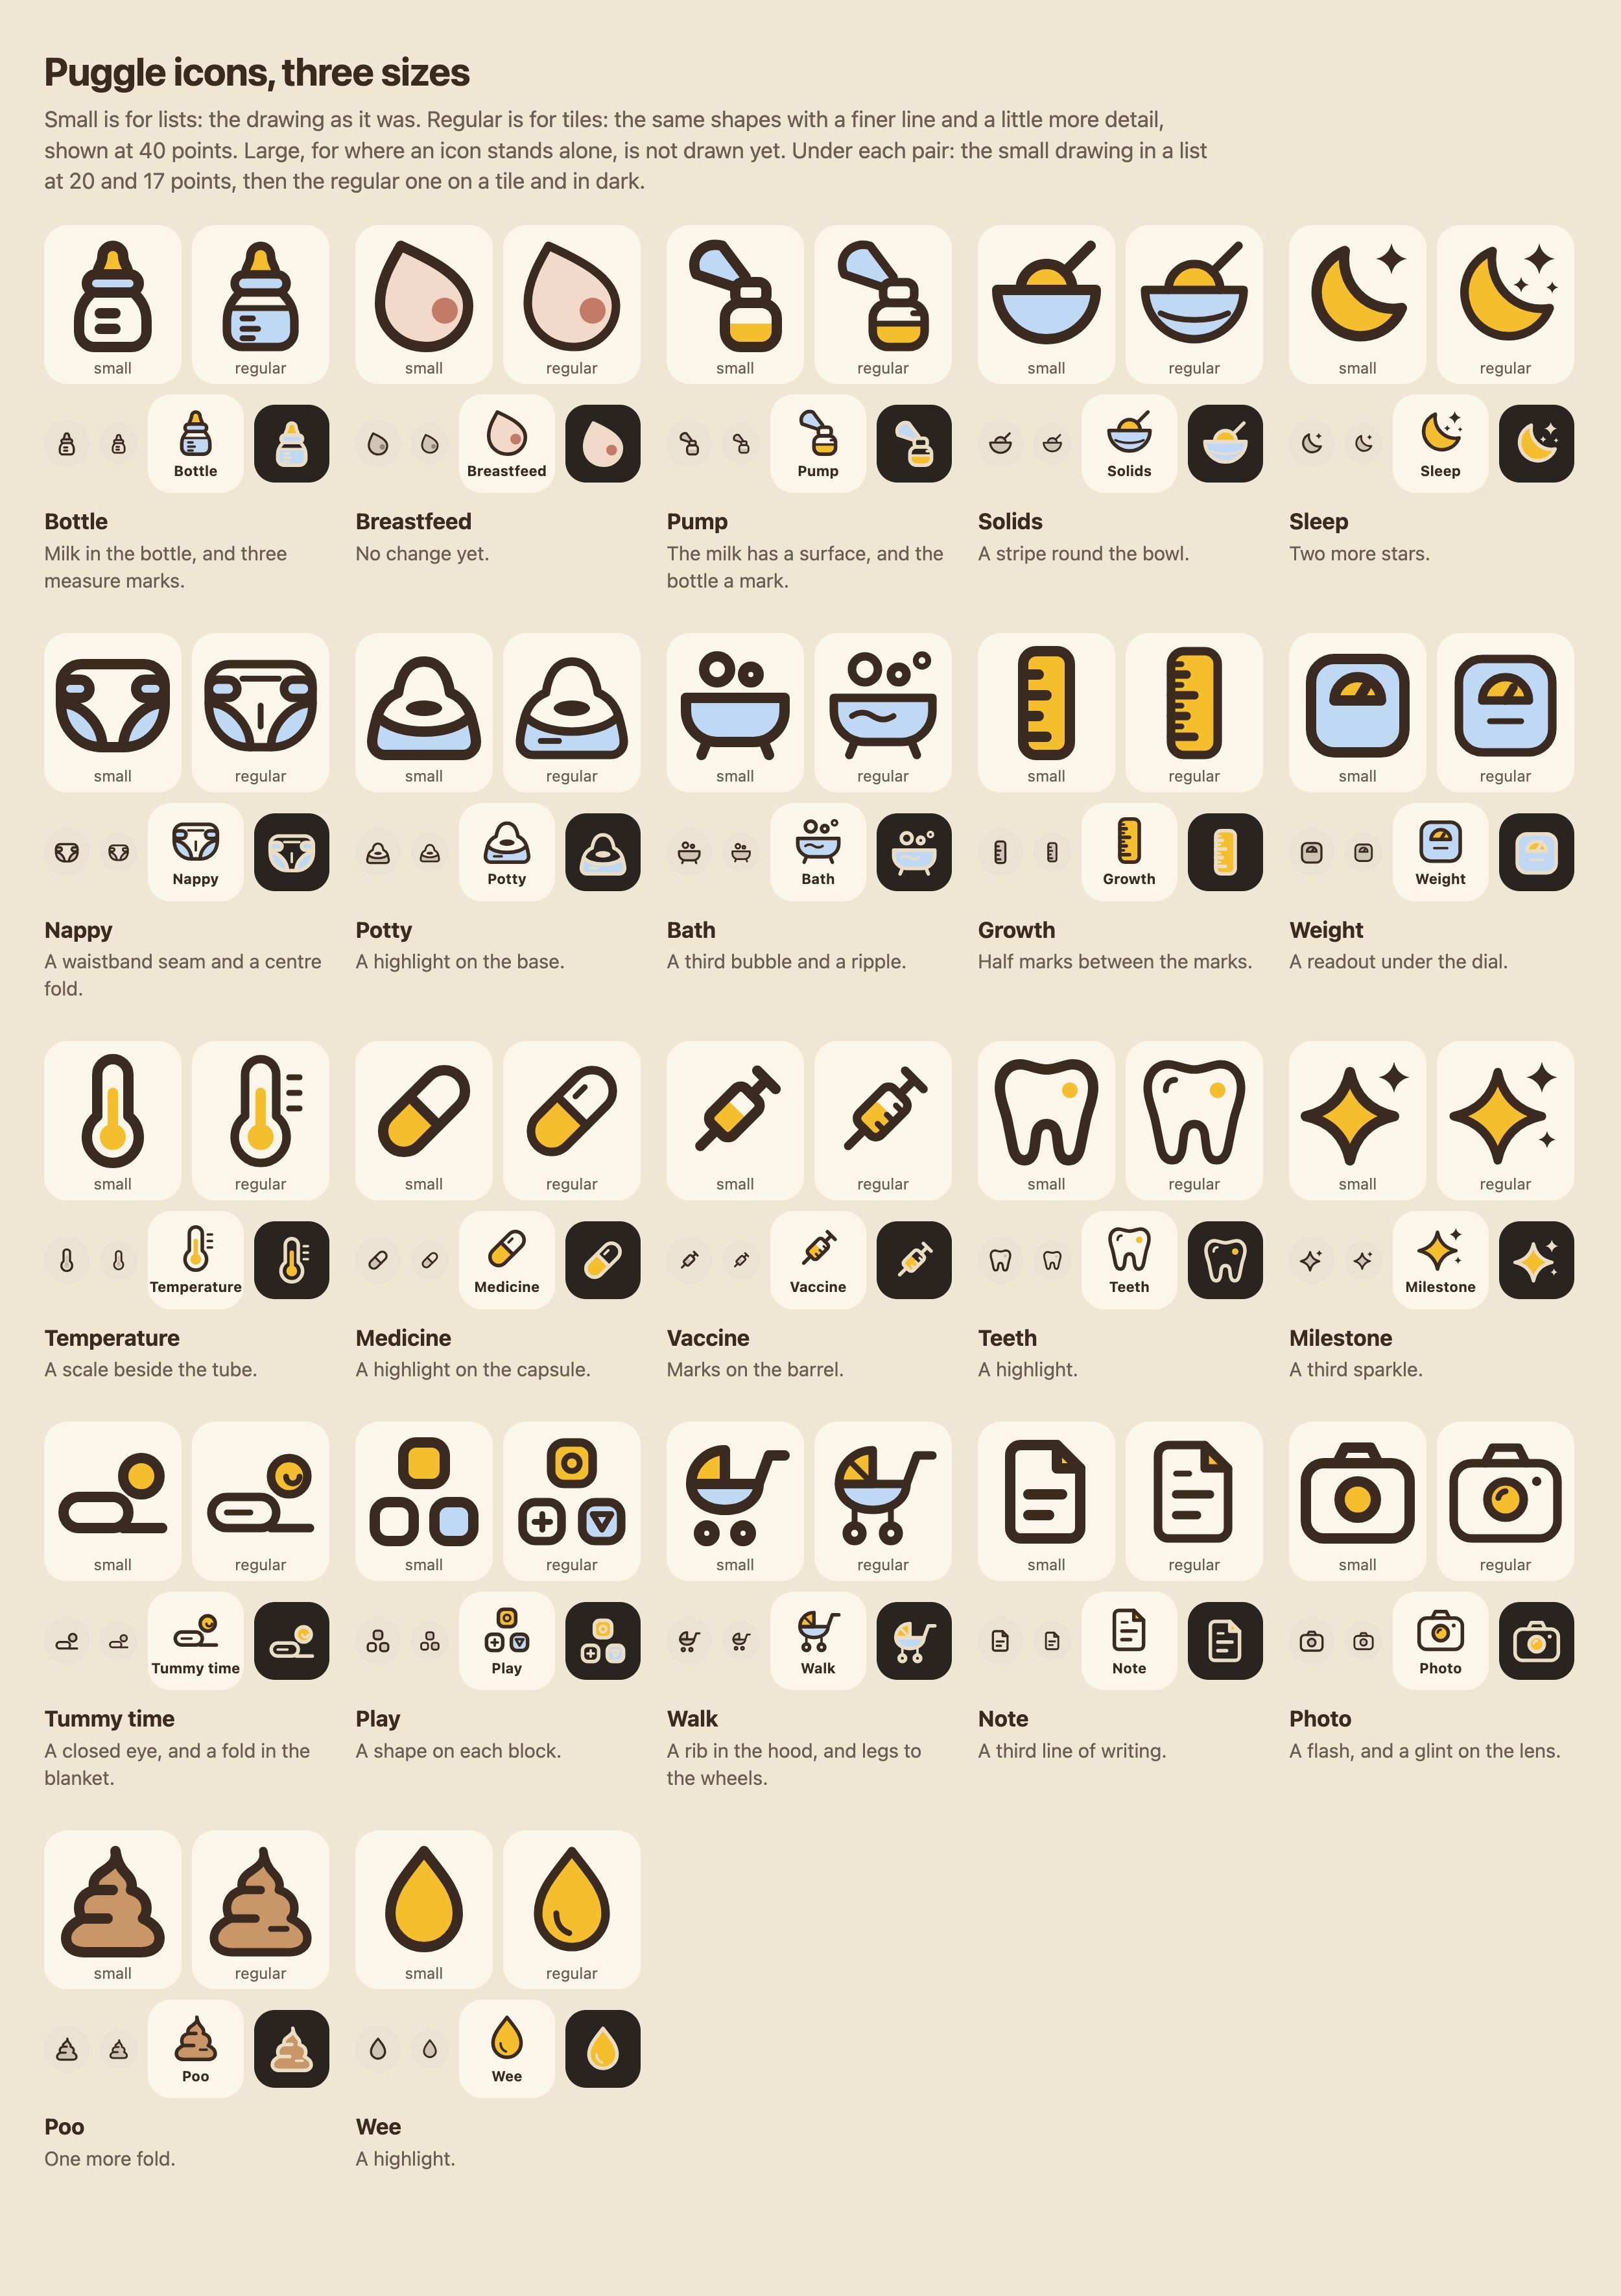 Puggle icons, three sizes
Small is for lists: the drawing as it was. Regular is for tiles: the same shapes with a finer line and a little more detail,
shown at 40 points. Large, for where an icon stands alone, is not drawn yet. Under each pair: the small drawing in a list
at 20 and 17 points, then the regular one on a tile and in dark.
small regular small regular small regular small regular small regular
Bottle Breastfeed Pump Solids Sleep
Bottle Breastfeed Pump Solids Sleep
Milk in the bottle, and three No change yet. The milk has a surface, and the A stripe round the bowl. Two more stars.
measure marks. bottle a mark.
small regular small regular small regular small regular small regular
Nappy Potty Bath Growth Weight
Nappy Potty Bath Growth Weight
A waistband seam and a centre A highlight on the base. A third bubble and a ripple. Half marks between the marks. A readout under the dial.
fold.
small regular small regular small regular small regular small regular
Temperature Medicine Vaccine Teeth Milestone
Temperature Medicine Vaccine Teeth Milestone
A scale beside the tube. A highlight on the capsule. Marks on the barrel. A highlight. A third sparkle.
small regular small regular small regular small regular small regular
Tummy time Play Walk Note Photo
Tummy time Play Walk Note Photo
A closed eye, and a fold in the A shape on each block. A rib in the hood, and legs to A third line of writing. A flash, and a glint on the lens.
blanket. the wheels.
small regular small regular
Poo Wee
Poo Wee
One more fold. A highlight.